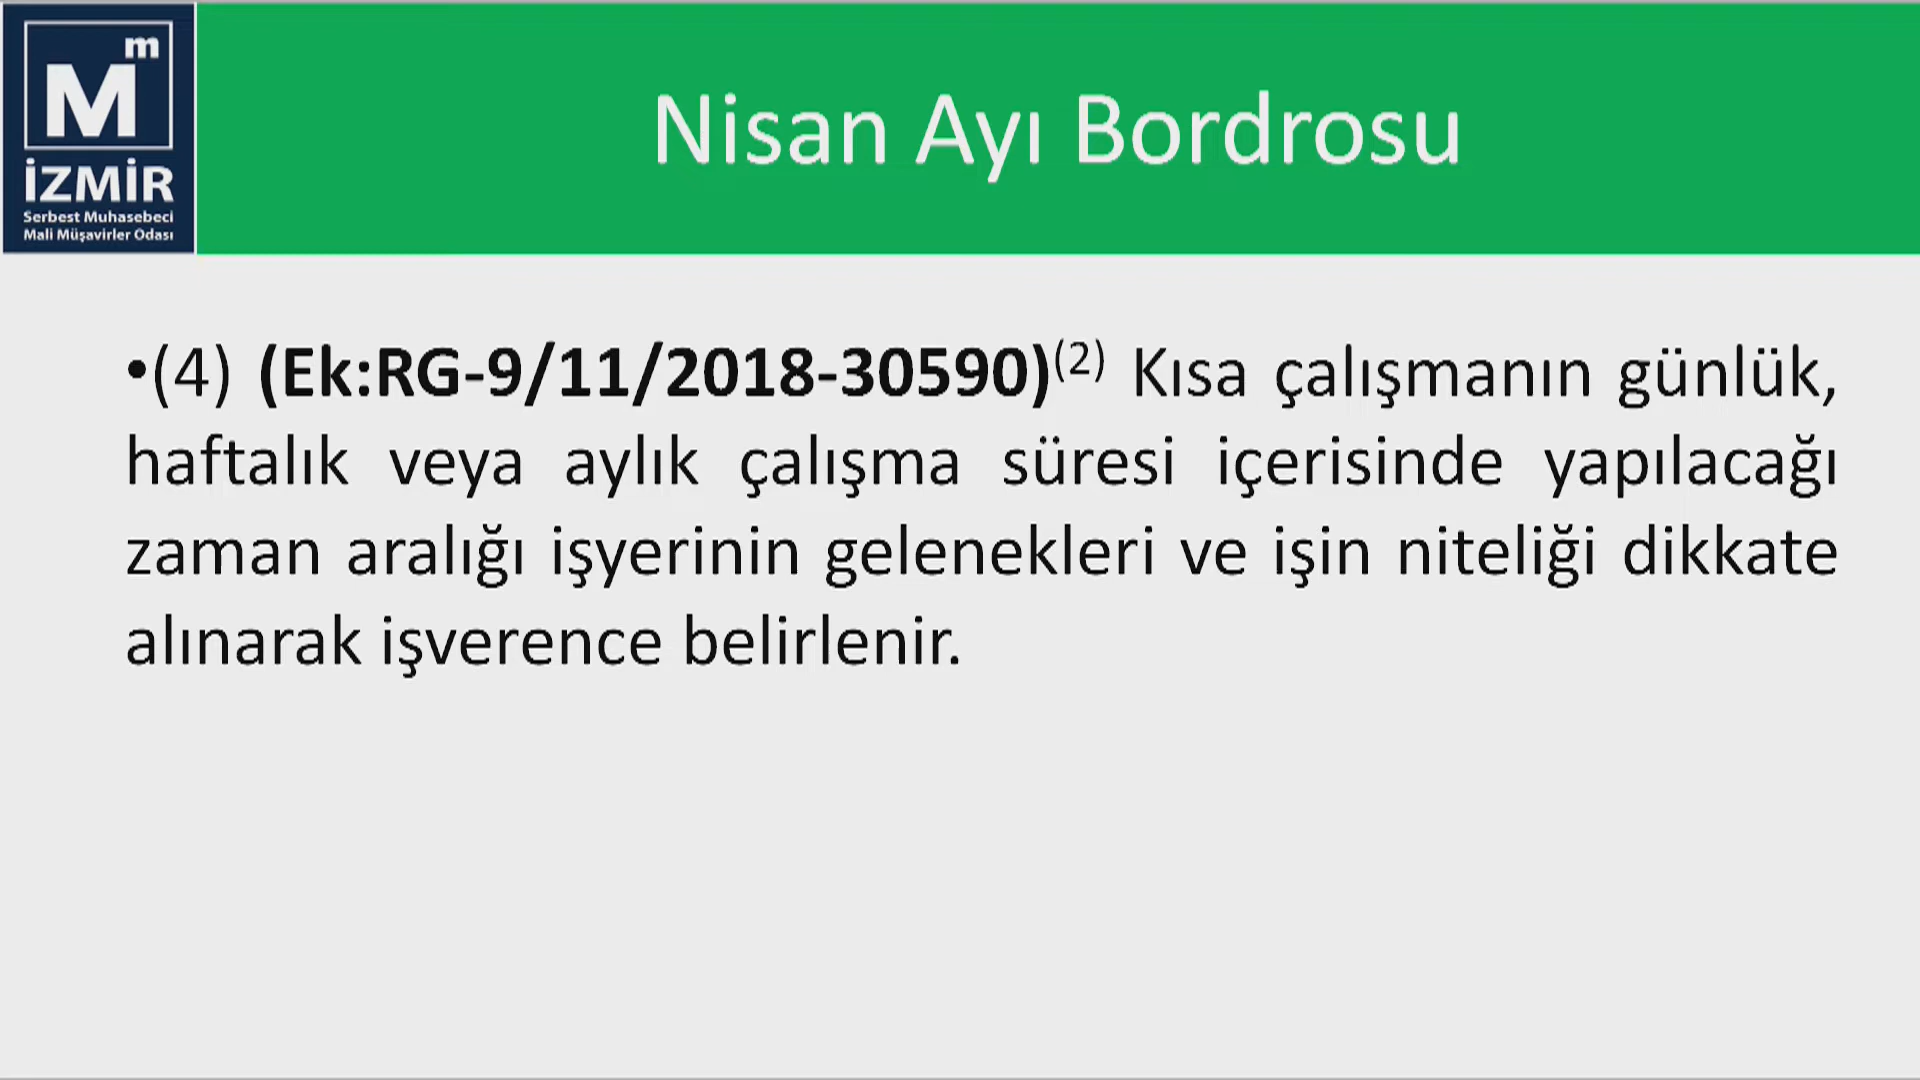 m
M
İZMİR
Serbest Muhasebeci
Mali Müşavirler Odası
Nisan Ayı Bordrosu
•(4) (Ek:RG-9/11/2018-30590)(2) Kısa çalışmanın günlük,
haftalık veya aylık çalışma süresi içerisinde yapılacağı
zaman aralığı işyerinin gelenekleri ve işin niteliği dikkate
alınarak işverence belirlenir.